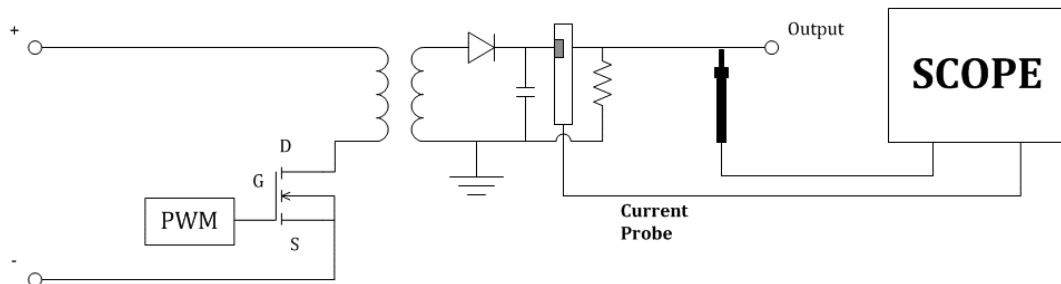 +
Output
SCOPE
D
G
PWM
S
Current
Probe
-